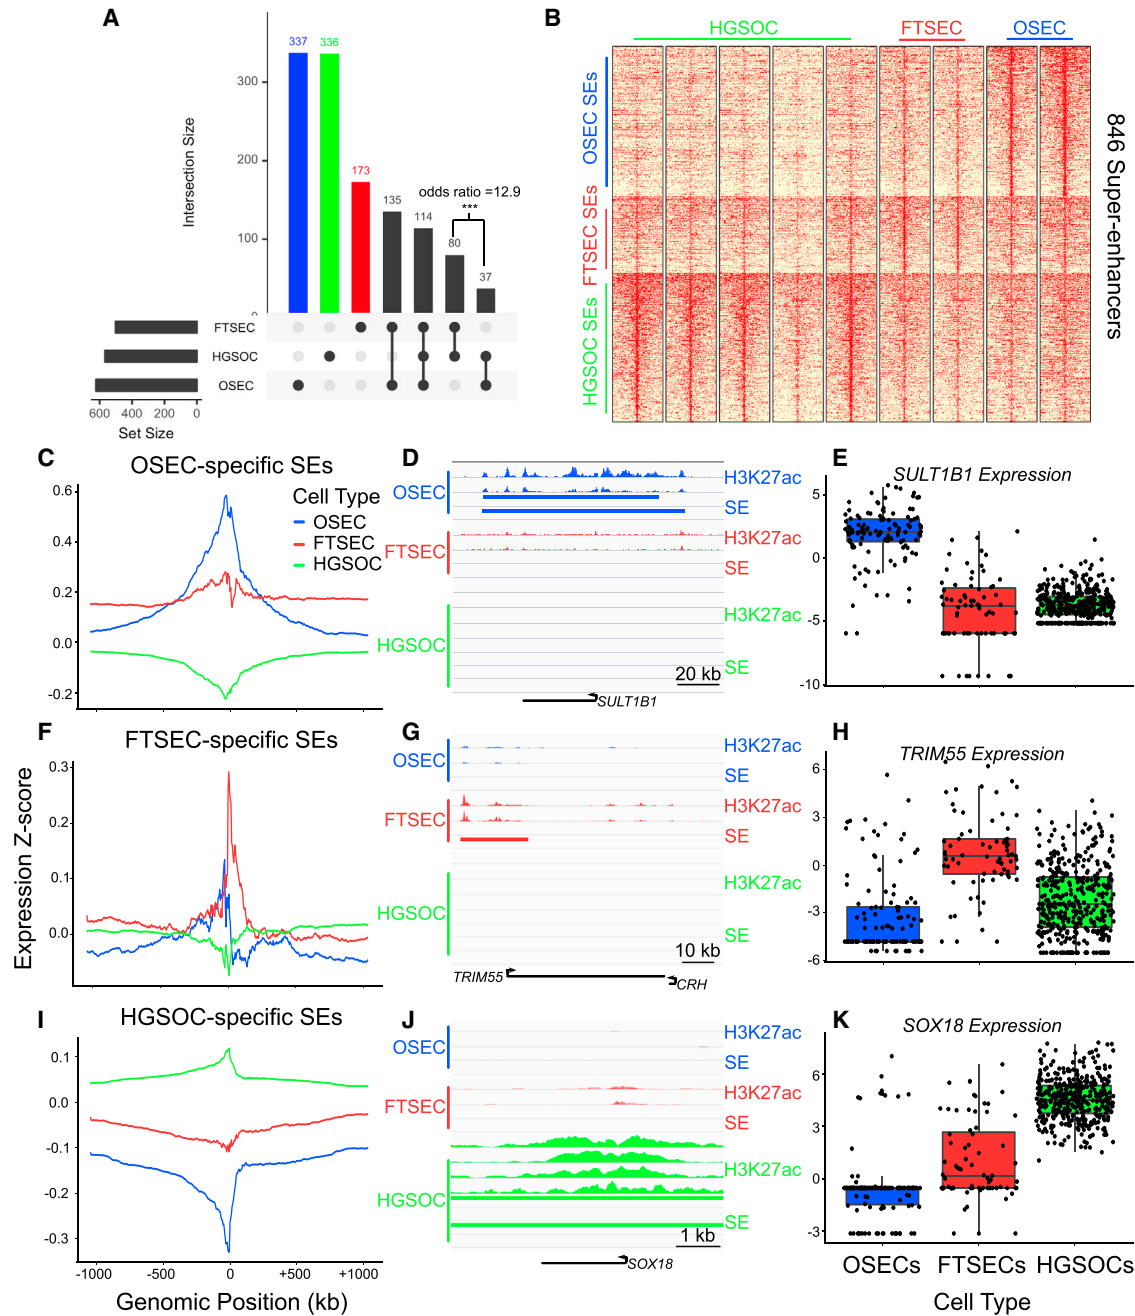 A
337
336
173
135
114
80
37
odds ratio =12.9
***
Intersection Size
300
200
100
0
FTSEC
HGSOC
OSEC
600 400 200 0
Set Size
B
HGSOC FTSEC OSEC
OSEC SEs
FTSEC SEs
HGSOC SEs
846 Super-enhancers
C
OSEC-specific SEs
0.6
0.4
0.2
0.0
-0.2
Cell Type
OSEC
FTSEC
HGSOC
D
OSEC
H3K27ac
SE
FTSEC
H3K27ac
SE
HGSOC
H3K27ac
SE
20 kb
SULT1B1
E
SULT1B1 Expression
5
0
-5
-10
F
FTSEC-specific SEs
Expression Z-score
0.3
0.2
0.1
0.0
G
OSEC
H3K27ac
SE
FTSEC
H3K27ac
SE
HGSOC
H3K27ac
SE
10 kb
TRIM55
CRH
H
TRIM55 Expression
6
3
0
-3
-6
I
HGSOC-specific SEs
0.1
0.0
-0.1
-0.2
-0.3
-1000 -500 0 +500 +1000
Genomic Position (kb)
J
OSEC
H3K27ac
SE
FTSEC
H3K27ac
SE
HGSOC
H3K27ac
SE
1 kb
SOX18
K
SOX18 Expression
6
3
0
-3
OSECs FTSECs HGSOCs
Cell Type